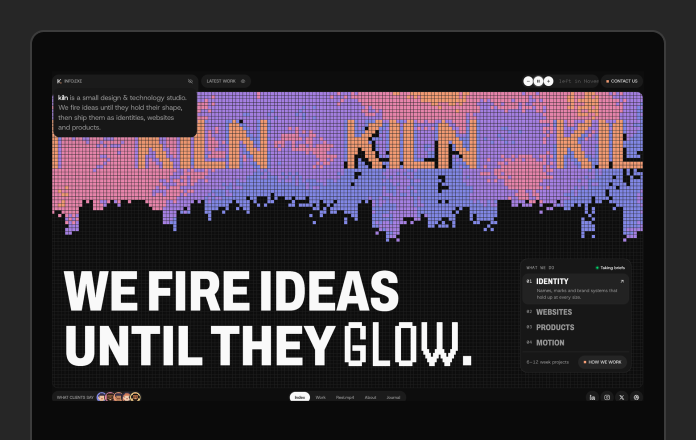 INFO.EXE
LATEST WORK
CONTACT US
kiln is a small design & technology studio.
We fire ideas until they hold their shape,
then ship them as identities, websites
and products.
KILN KILN KIL
WE FIRE IDEAS
UNTIL THEY GLOW.
WHAT WE DO
Taking briefs
01 IDENTITY
Names, marks and brand systems that
hold up at every size.
02 WEBSITES
03 PRODUCTS
04 MOTION
6–12 week projects
HOW WE WORK
WHAT CLIENTS SAY
Index Work About Journal